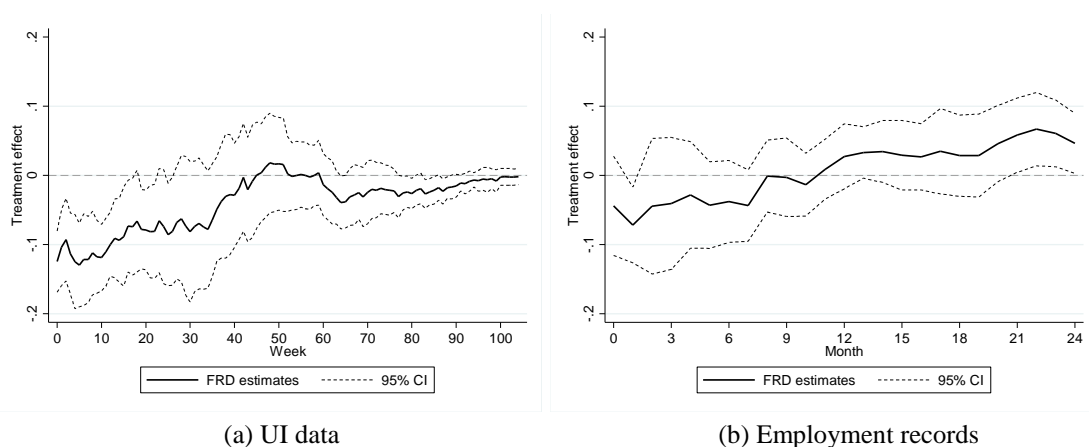 .2
.1
0
-.1
-.2
Treatment effect
0 10 20 30 40 50 60 70 80 90 100
Week
FRD estimates 95% CI
(a) UI data
.2
.1
0
-.1
-.2
Treatment effect
0 3 6 9 12 15 18 21 24
Month
FRD estimates 95% CI
(b) Employment records